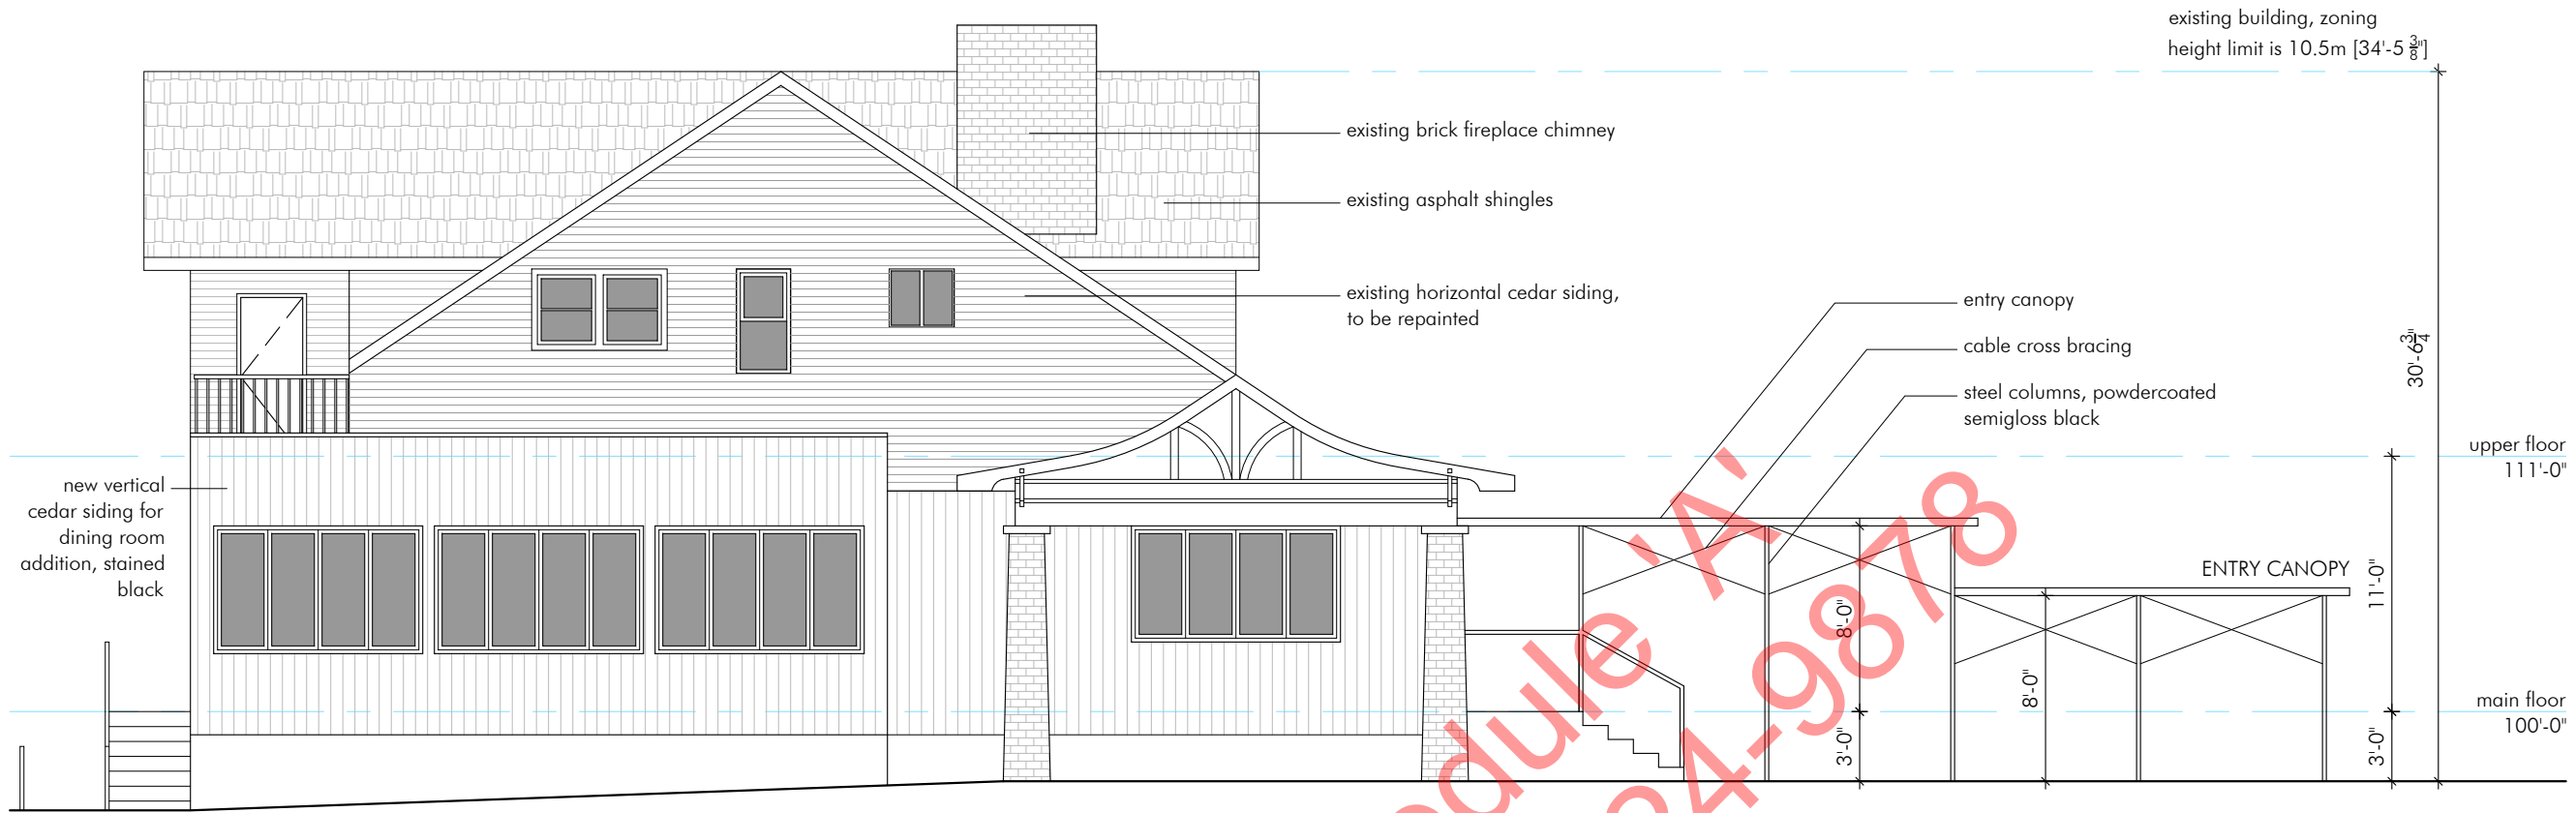 existing building, zoning
height limit is 10.5m [34'-5 3/8"]
existing brick fireplace chimney
existing asphalt shingles
existing horizontal cedar siding,
to be repainted
entry canopy
cable cross bracing
steel columns, powdercoated
semigloss black
30'-6 3/4"
upper floor
111'-0"
new vertical
cedar siding for
dining room
addition, stained
black
ENTRY CANOPY
11'-0"
8'-0"
8'-0"
main floor
100'-0"
3'-0"
3'-0"
edule 'A'
24-9878